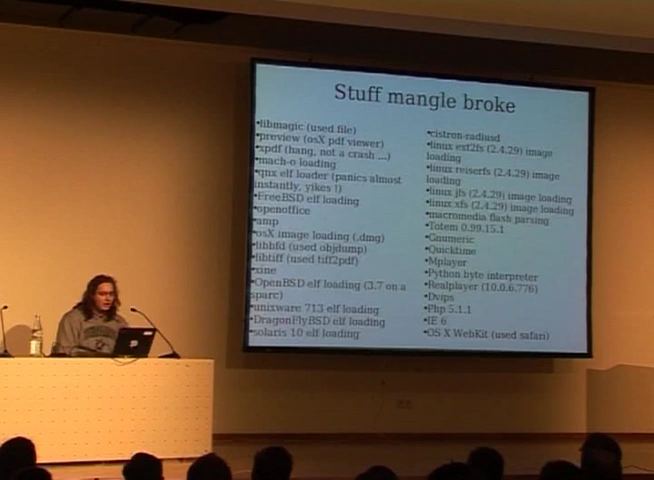 Stuff mangle broke
•libmagic (used file)
•preview (osX pdf viewer)
•xpdf (hang, not a crash ...)
•mach-o loading
•qnx elf loader (panics almost
instantly, yikes !)
•FreeBSD elf loading
•openoffice
•amp
•osX image loading (.dmg)
•libbfd (used objdump)
•libtiff (used tiff2pdf)
•xine
•OpenBSD elf loading (3.7 on a
sparc)
•unixware 713 elf loading
•DragonFlyBSD elf loading
•solaris 10 elf loading
•cistron-radiusd
•linux ext2fs (2.4.29) image
loading
•linux reiserfs (2.4.29) image
loading
•linux jfs (2.4.29) image loading
•linux xfs (2.4.29) image loading
•macromedia flash parsing
•Totem 0.99.15.1
•Gnumeric
•Quicktime
•Mplayer
•Python byte interpreter
•Realplayer (10.0.6.776)
•Dvips
•Php 5.1.1
•IE 6
•OS X WebKit (used safari)